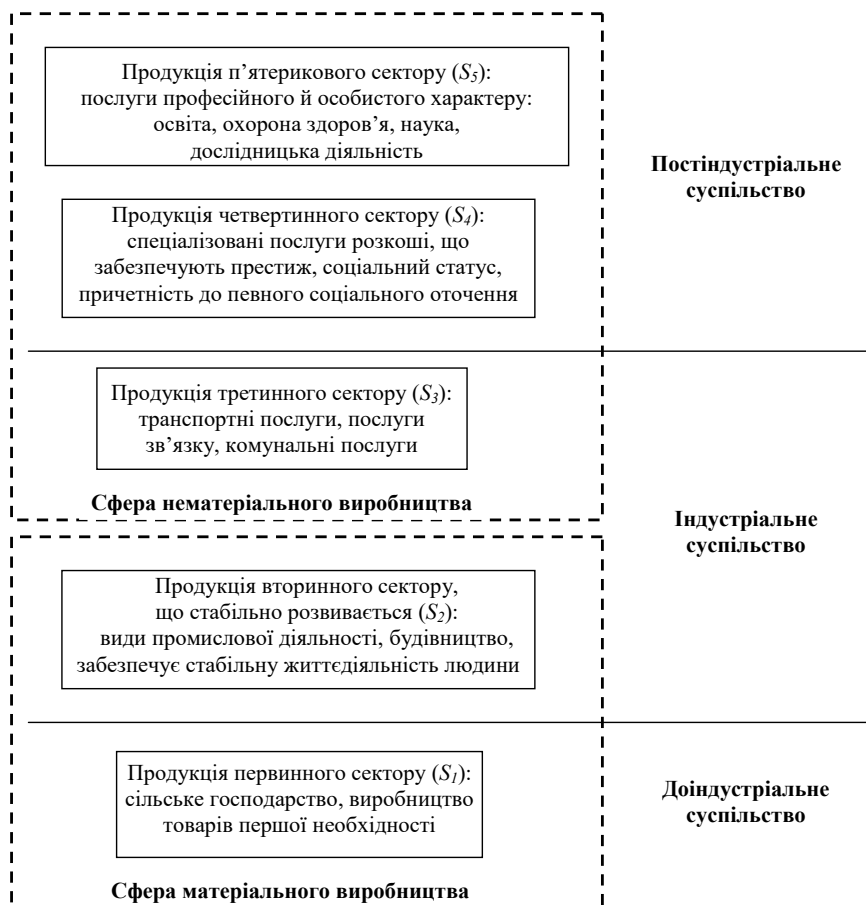 Продукція п’ятерикового сектору (S5):
послуги професійного й особистого характеру:
освіта, охорона здоров’я, наука,
дослідницька діяльність
Постіндустріальне
суспільство
Продукція четвертинного сектору (S4):
спеціалізовані послуги розкоші, що
забезпечують престиж, соціальний статус,
причетність до певного соціального оточення
Продукція третинного сектору (S3):
транспортні послуги, послуги
зв’язку, комунальні послуги
Сфера нематеріального виробництва
Індустріальне
суспільство
Продукція вторинного сектору,
що стабільно розвивається (S2):
види промислової діяльності, будівництво,
забезпечує стабільну життєдіяльність людини
Продукція первинного сектору (S1):
сільське господарство, виробництво
товарів першої необхідності
Доіндустріальне
суспільство
Сфера матеріального виробництва